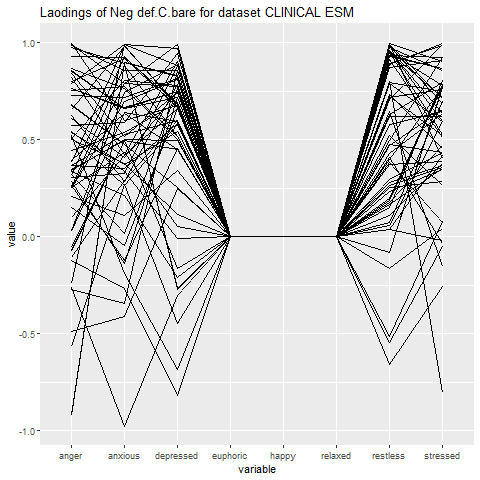 Laodings of Neg def.C.bare for dataset CLINICAL ESM
1.0
0.5
0.0
-0.5
-1.0
value
anger anxious depressed euphoric happy relaxed restless stressed
variable